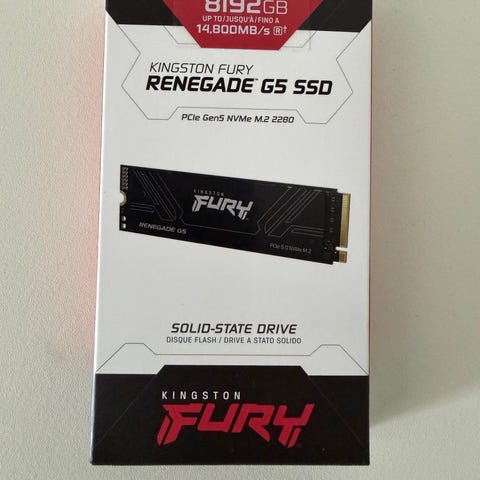 8192GB
UP TO/JUSQU'À/FINO A
14,800MB/s Ⓡ†
KINGSTON FURY
RENEGADE™ G5 SSD
PCIe Gen5 NVMe M.2 2280
KINGSTON
FURY
RENEGADE G5
PCIe 5.0 NVMe M.2
SOLID-STATE DRIVE
DISQUE FLASH / DRIVE A STATO SOLIDO
KINGSTON
FURY